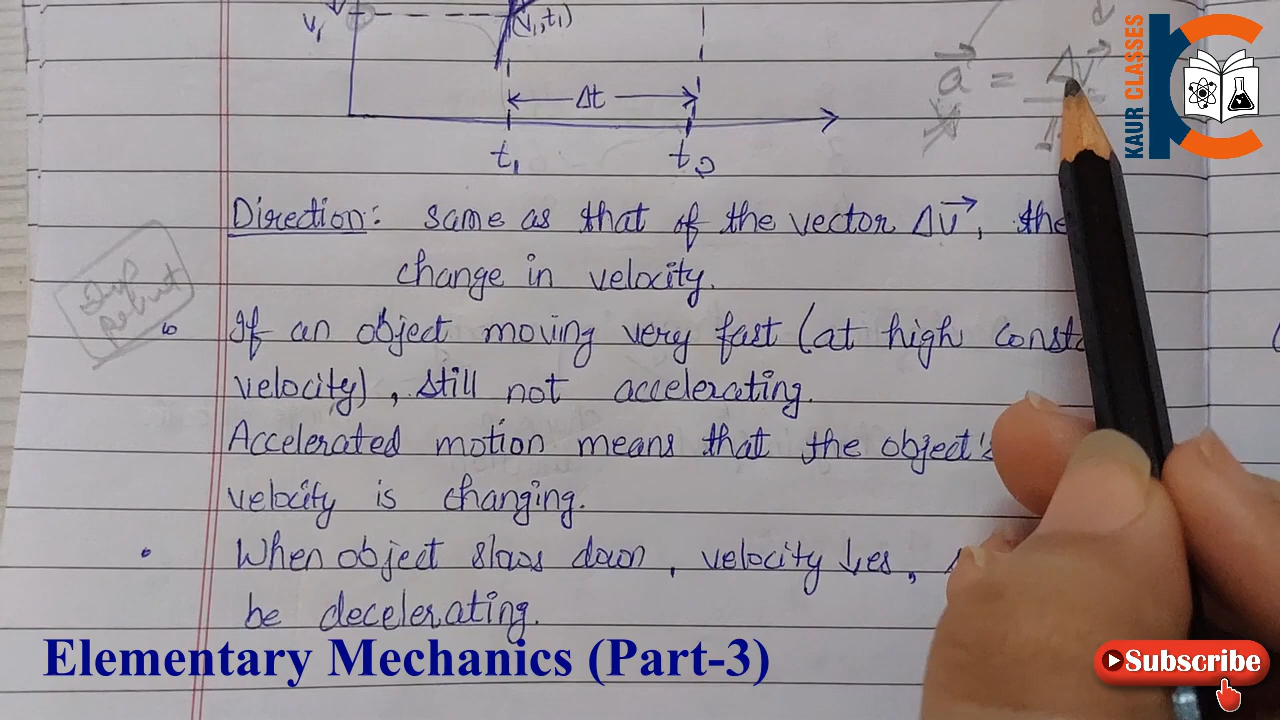 V₁
(V₁, t₁)
Δt
t₁
t₂
a⃗ = Δv⃗
KAUR CLASSES
Direction: same as that of the vector ΔV⃗, the
change in velocity.
Imp
If an object moving very fast (at high
velocity), still not accelerating.
Accelerated motion means that the object's
velocity is changing.
• When object slows down, velocity ↓es,
be decelerating.
Elementary Mechanics (Part-3)
Subscribe